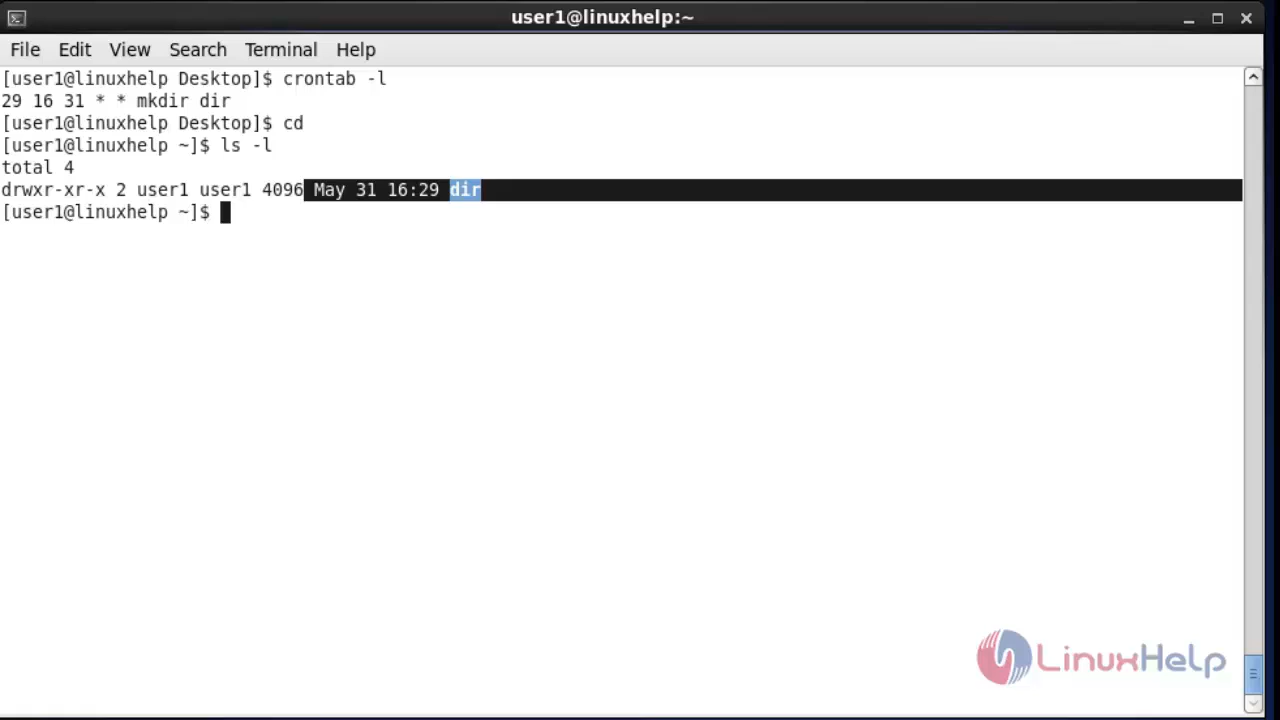 user1@linuxhelp:~
File Edit View Search Terminal Help
[user1@linuxhelp Desktop]$ crontab -l
29 16 31 * * mkdir dir
[user1@linuxhelp Desktop]$ cd
[user1@linuxhelp ~]$ ls -l
total 4
drwxr-xr-x 2 user1 user1 4096 May 31 16:29 dir
[user1@linuxhelp ~]$
LinuxHelp